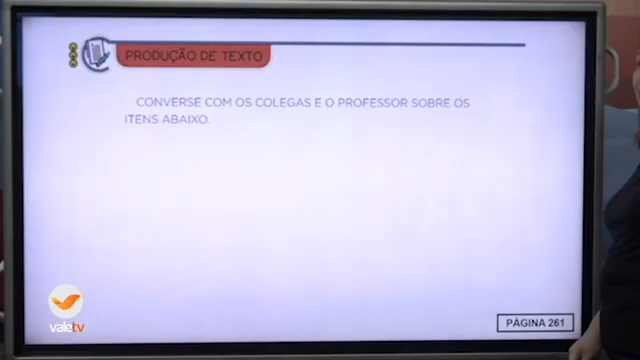 PRODUÇÃO DE TEXTO
CONVERSE COM OS COLEGAS E O PROFESSOR SOBRE OS
ITENS ABAIXO.
valetv
PÁGINA 261